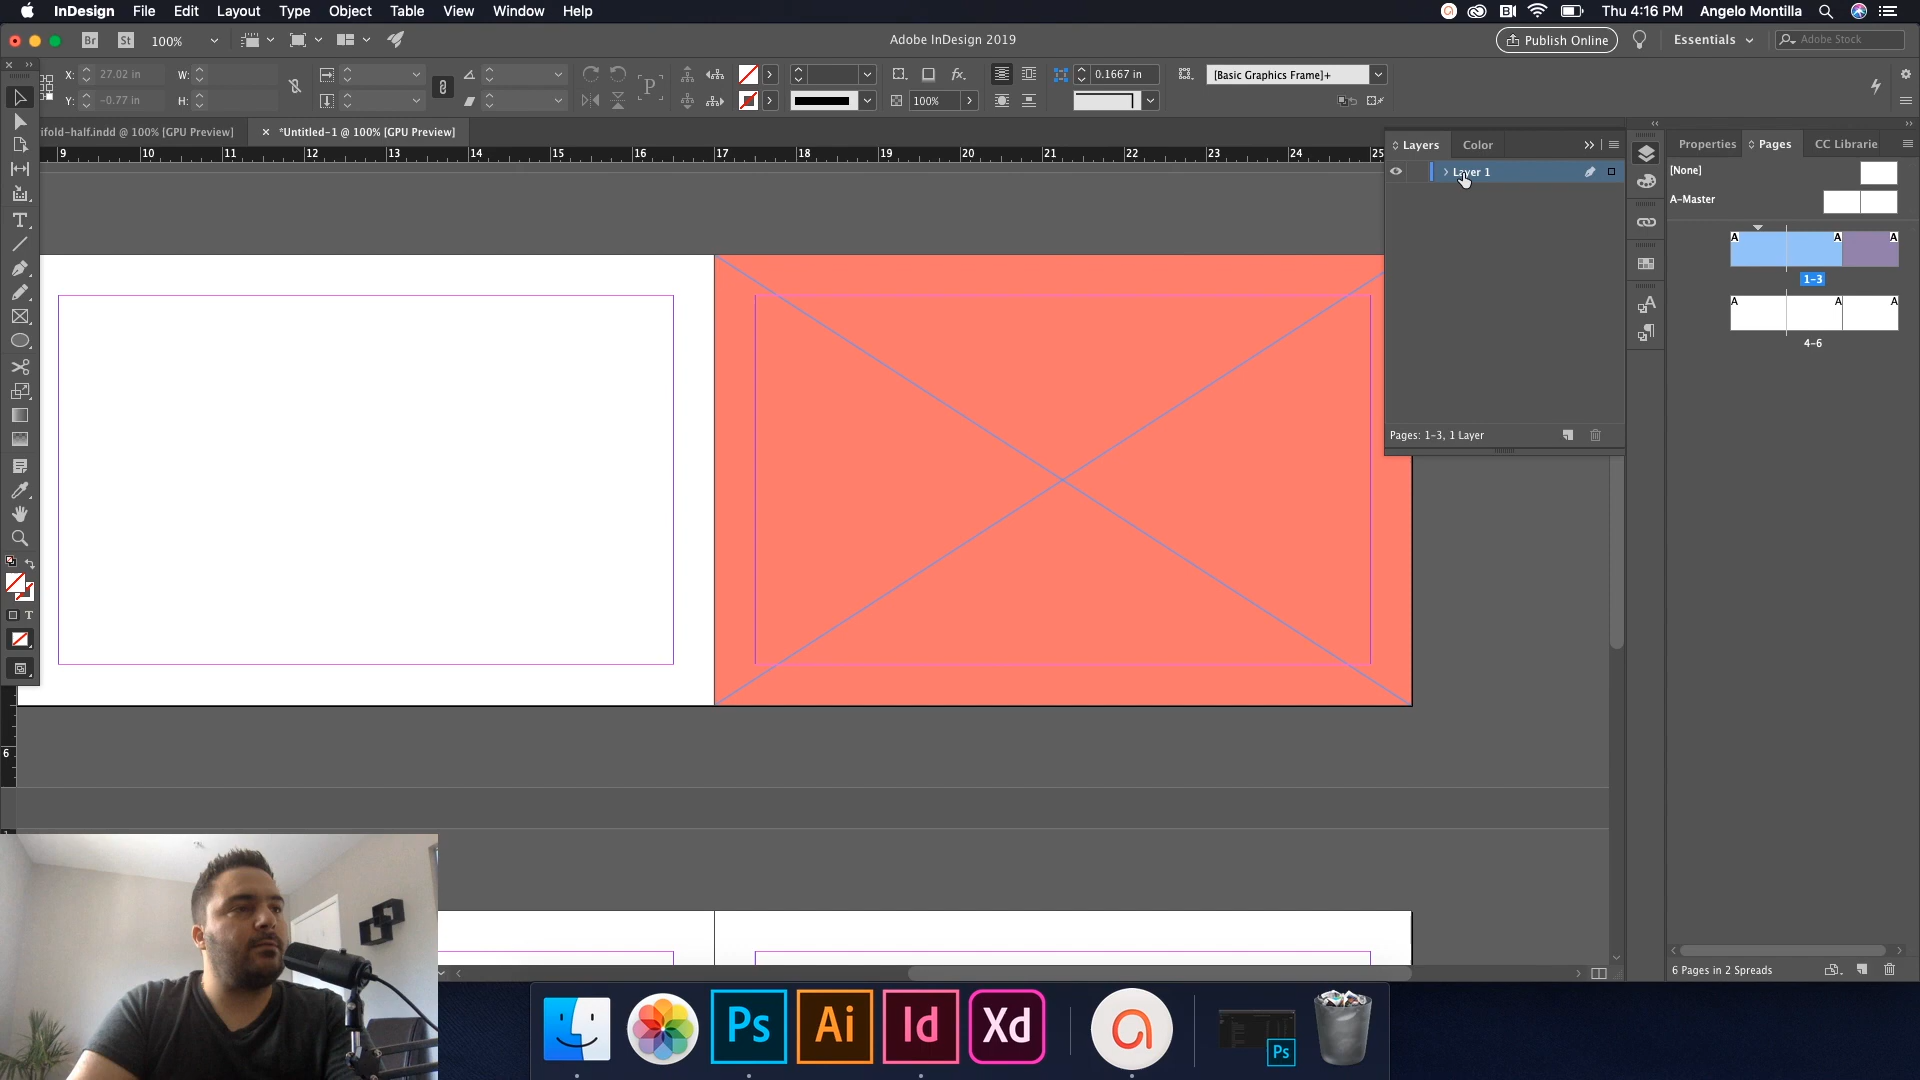 InDesign File Edit Layout Type Object Table View Window Help Thu 4:16 PM Angelo Montilla
Br St 100% Adobe InDesign 2019 Publish Online Essentials Adobe Stock
X: 27.02 in W: 0.1667 in [Basic Graphics Frame]+
Y: -0.77 in H: 100%
ifold-half.indd @ 100% [GPU Preview] × *Untitled-1 @ 100% [GPU Preview]
9 10 11 12 13 14 15 16 17 18 19 20 21 22 23 24 25
Layers Color
Layer 1
Pages: 1-3, 1 Layer
Properties Pages CC Librarie
[None]
A-Master
A A A
1-3
A A A
4-6
6 Pages in 2 Spreads
6
Ps Ai Id Xd Ps